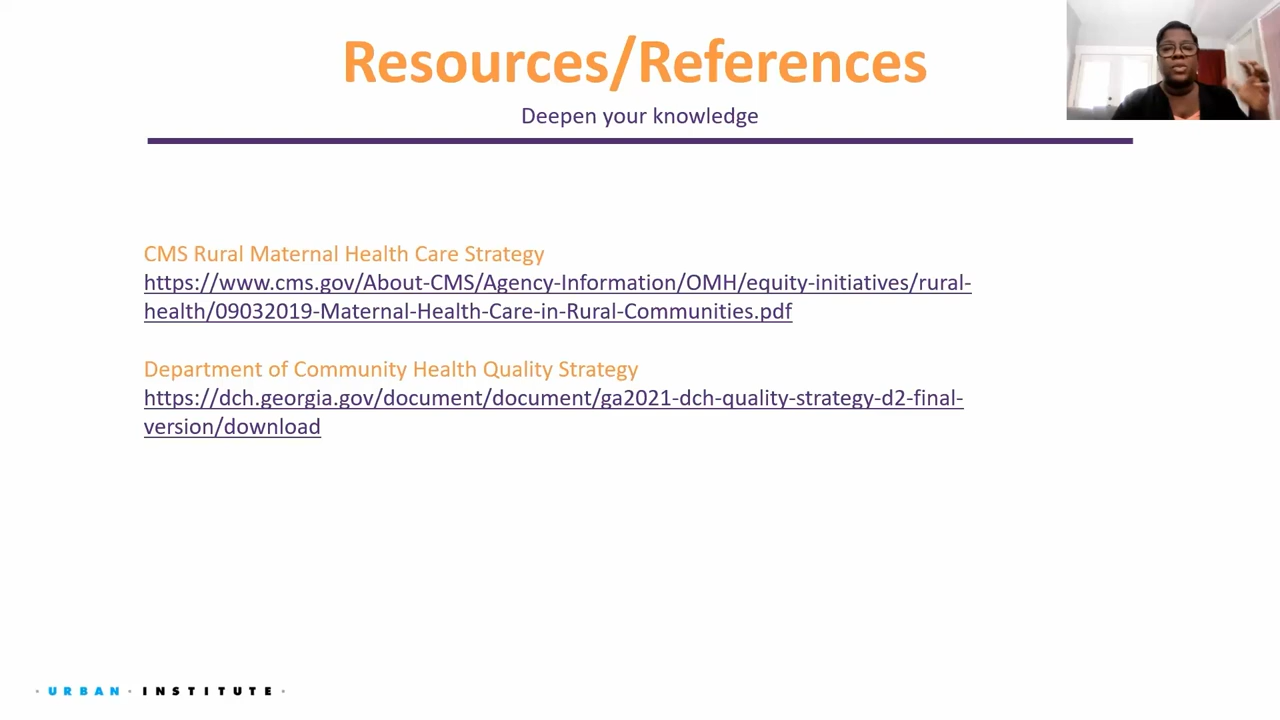 Resources/References
Deepen your knowledge
CMS Rural Maternal Health Care Strategy
https://www.cms.gov/About-CMS/Agency-Information/OMH/equity-initiatives/rural-
health/09032019-Maternal-Health-Care-in-Rural-Communities.pdf
Department of Community Health Quality Strategy
https://dch.georgia.gov/document/document/ga2021-dch-quality-strategy-d2-final-
version/download
· URBAN · INSTITUTE ·